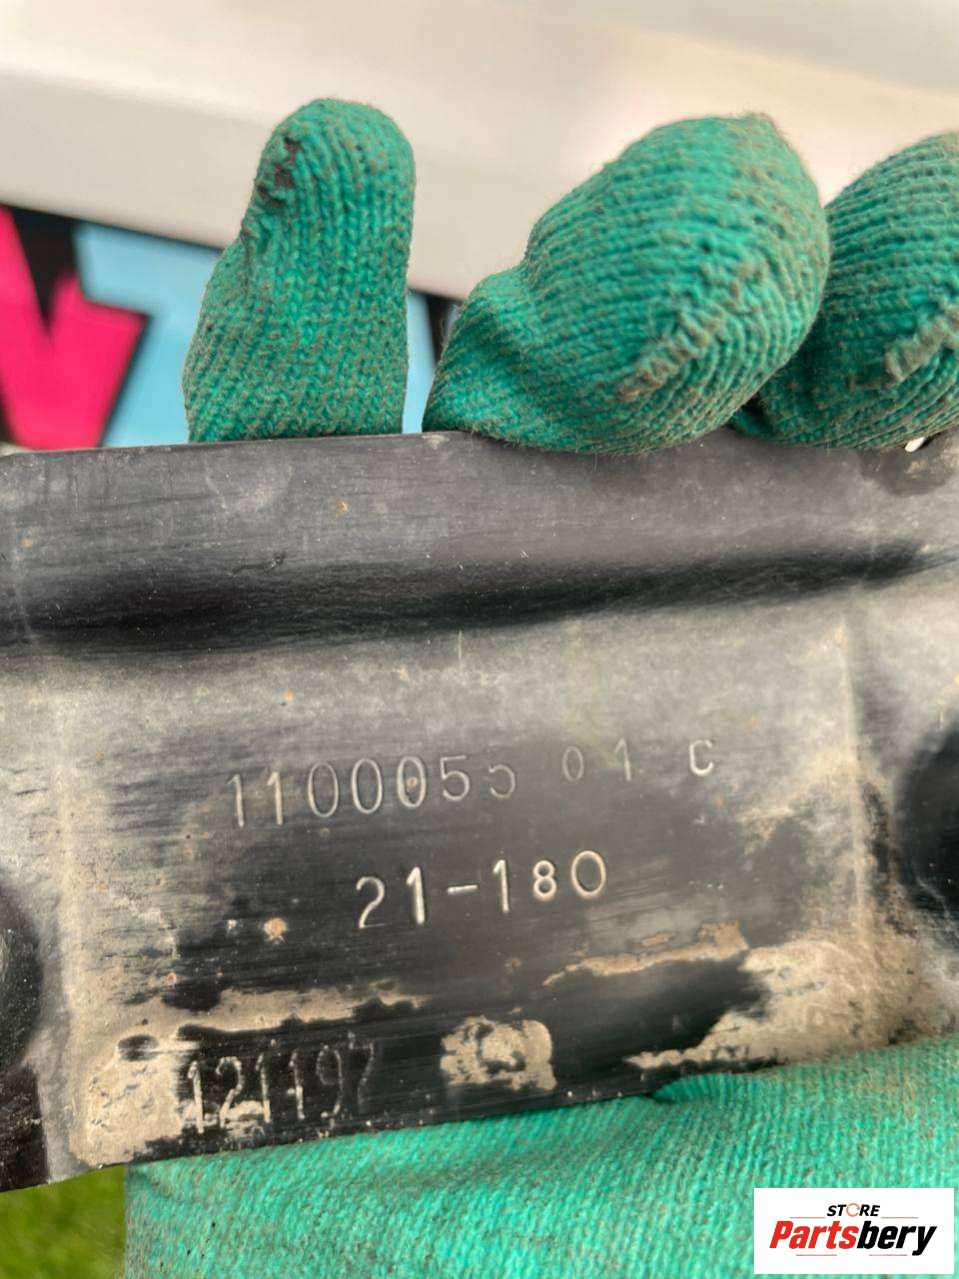 1100055 01 C
21-180
121197
STORE
Partsbery